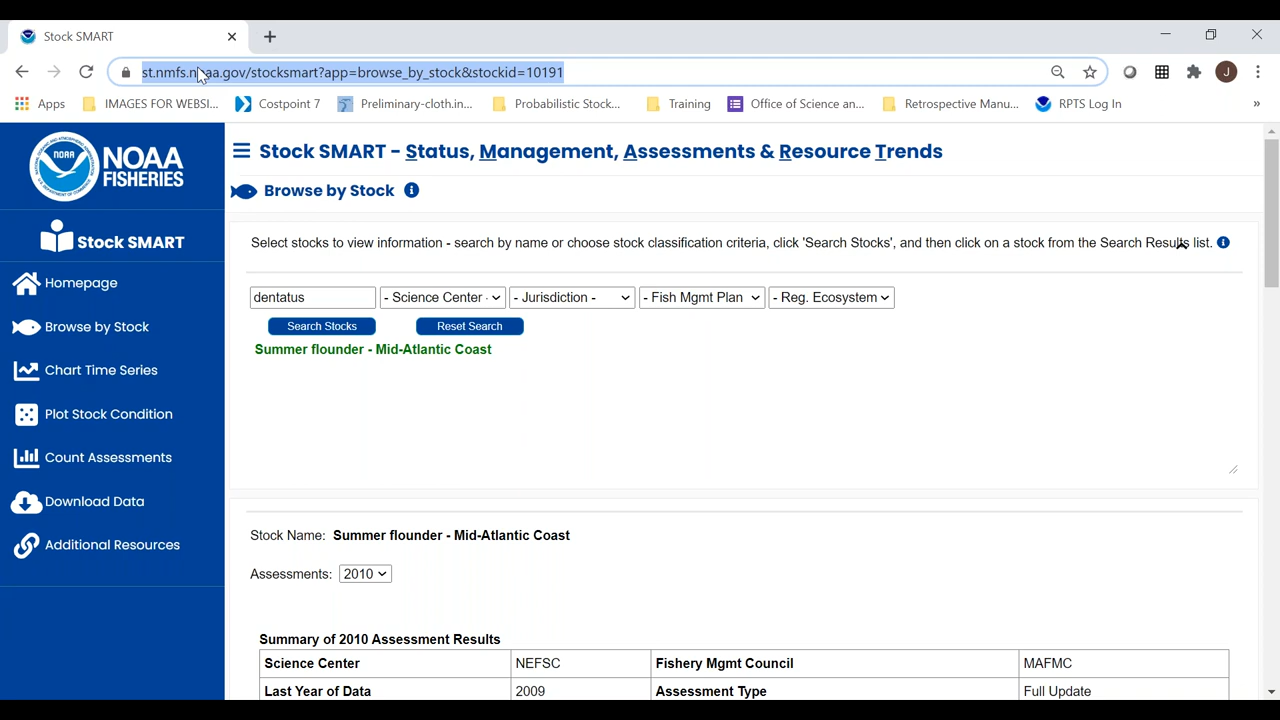 Stock SMART
st.nmfs.noaa.gov/stocksmart?app=browse_by_stock&stockid=10191
J
Apps IMAGES FOR WEBSI... Costpoint 7 Preliminary-cloth.in... Probabilistic Stock... Training Office of Science an... Retrospective Manu... RPTS Log In »
NOAA
NOAA
FISHERIES
Stock SMART
Homepage
Browse by Stock
Chart Time Series
Plot Stock Condition
Count Assessments
Download Data
Additional Resources
Stock SMART – Status, Management, Assessments & Resource Trends
Browse by Stock
Select stocks to view information - search by name or choose stock classification criteria, click 'Search Stocks', and then click on a stock from the Search Results list.
dentatus - Science Center - - Jurisdiction - - Fish Mgmt Plan - Reg. Ecosystem
Search Stocks Reset Search
Summer flounder - Mid-Atlantic Coast
Stock Name: Summer flounder - Mid-Atlantic Coast
Assessments: 2010
Summary of 2010 Assessment Results
Science Center NEFSC Fishery Mgmt Council MAFMC
Last Year of Data 2009 Assessment Type Full Update